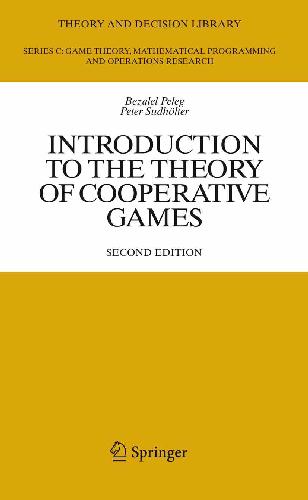 THEORY AND DECISION LIBRARY
SERIES C: GAME THEORY, MATHEMATICAL PROGRAMMING
AND OPERATIONS RESEARCH
Bezalel Peleg
Peter Sudhölter
INTRODUCTION
TO THE THEORY
OF COOPERATIVE
GAMES
SECOND EDITION
Springer